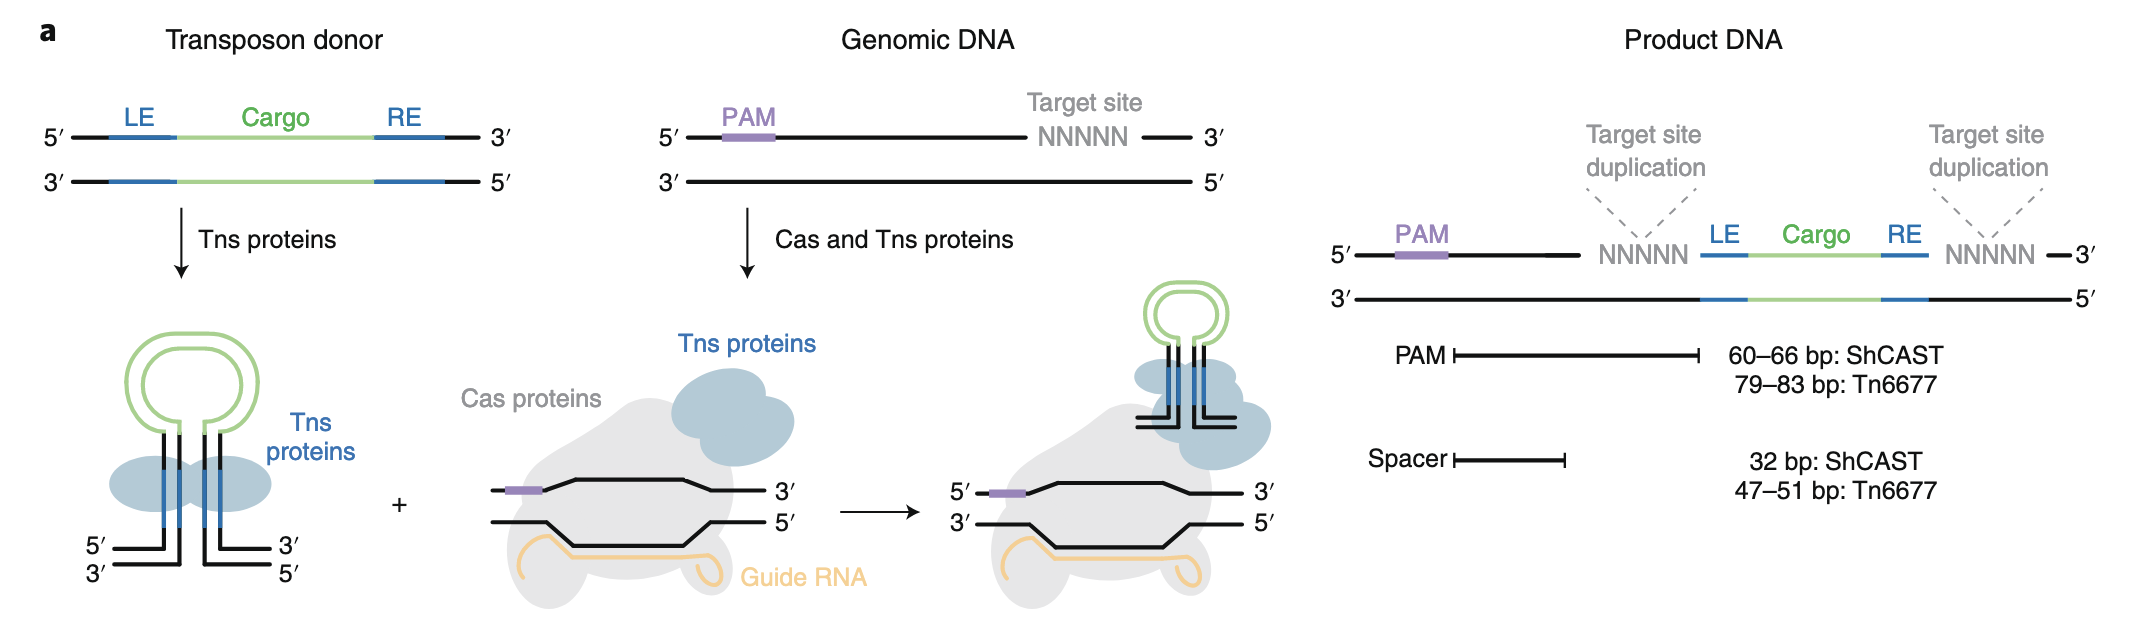 a
Transposon donor
LE Cargo RE
5′ 3′
3′ 5′
Tns proteins
Tns
proteins
5′ 3′
3′ 5′
+
Genomic DNA
Target site
PAM
5′ NNNNN 3′
3′ 5′
Cas and Tns proteins
Tns proteins
Cas proteins
3′
5′
Guide RNA
5′ 3′
3′ 5′
Product DNA
Target site Target site
duplication duplication
PAM LE Cargo RE
5′ NNNNN NNNNN 3′
3′ 5′
PAM 60–66 bp: ShCAST
79–83 bp: Tn6677
Spacer 32 bp: ShCAST
47–51 bp: Tn6677